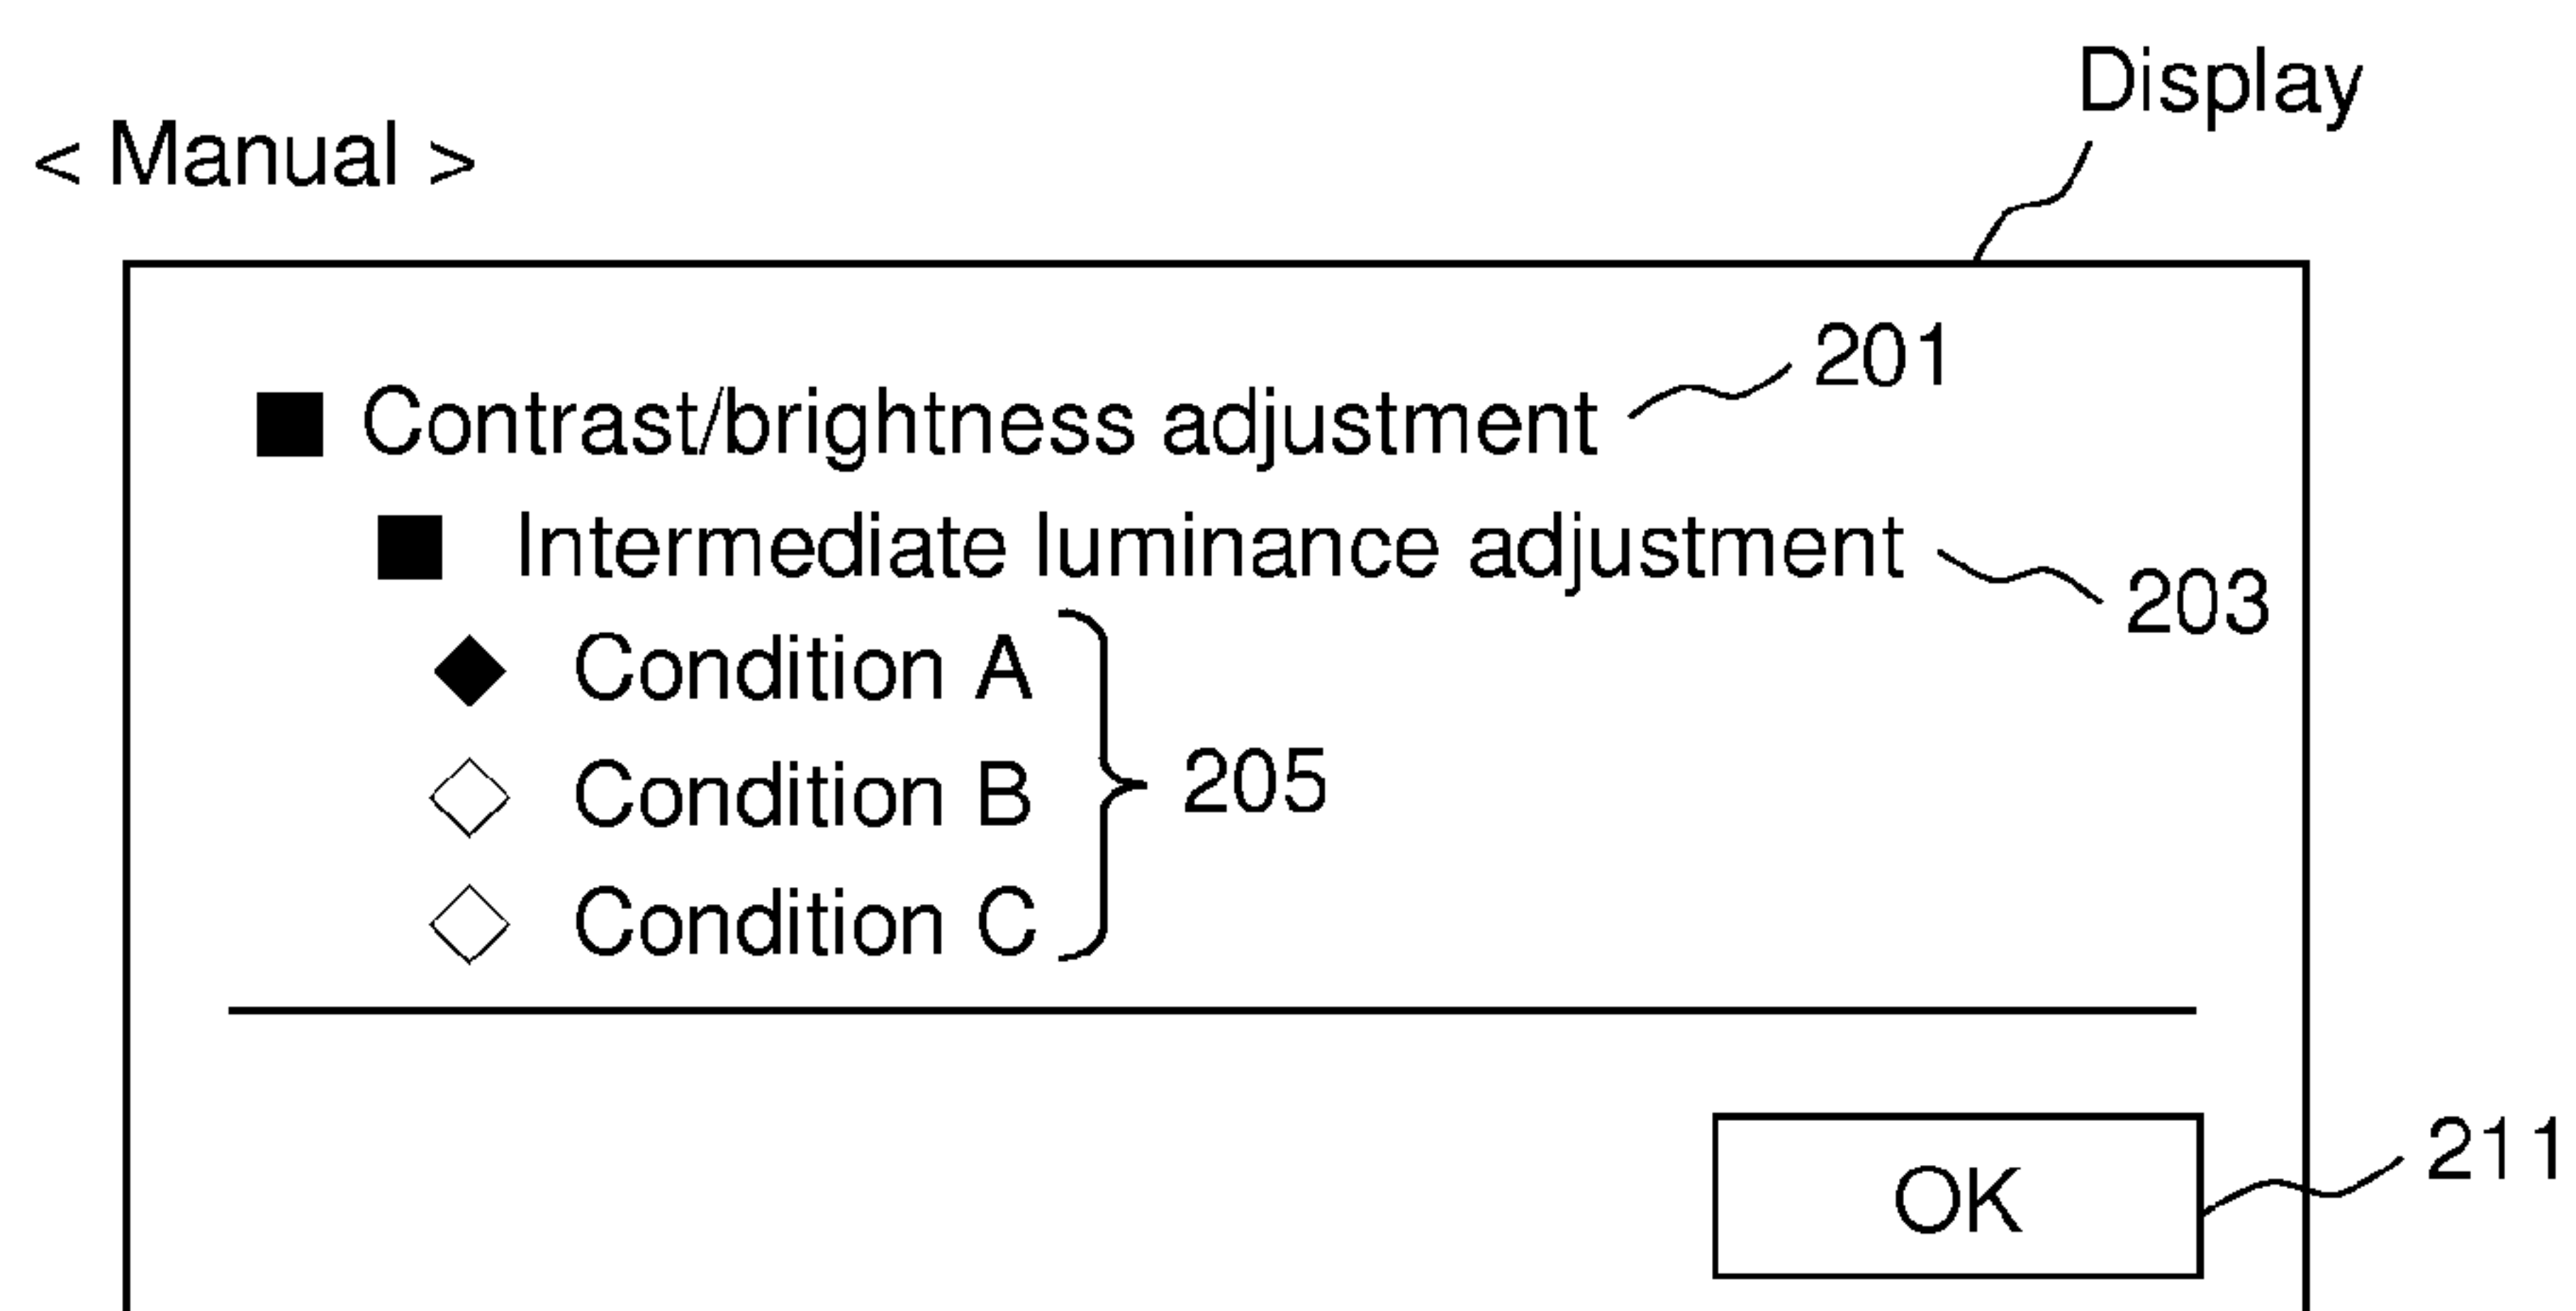 Display
< Manual >
201
Contrast/brightness adjustment
Intermediate luminance adjustment
203
Condition A
Condition B
205
Condition C
OK
211